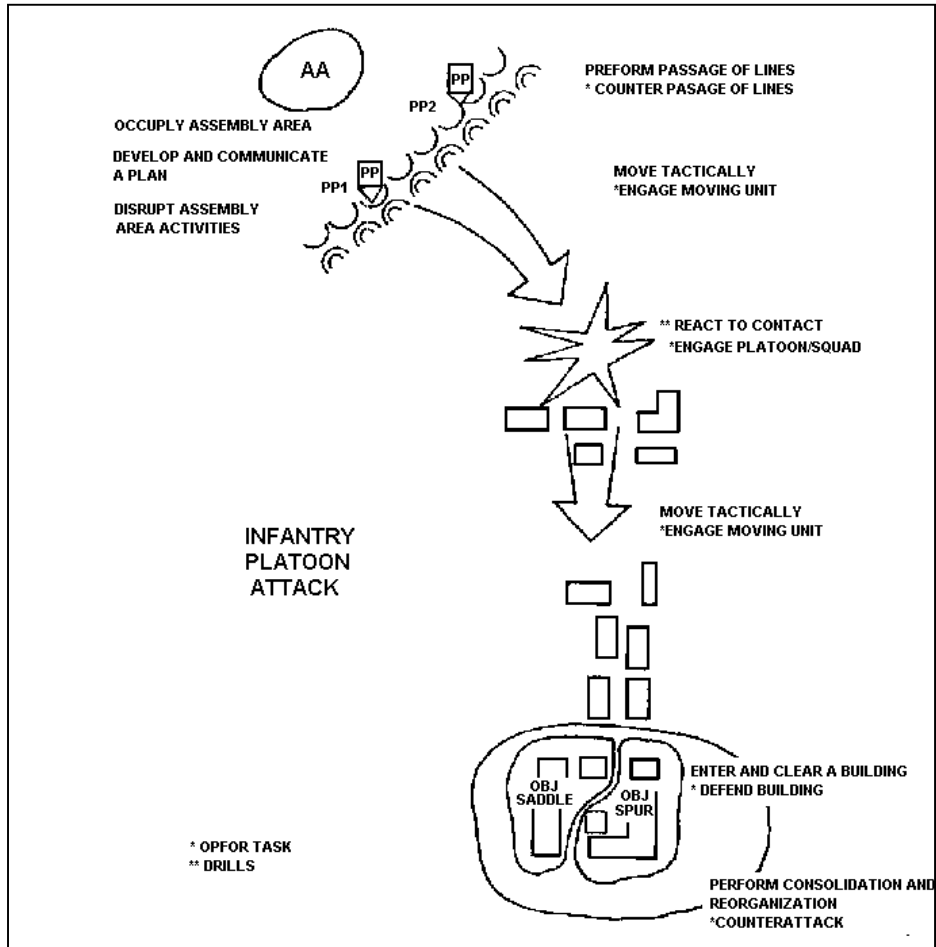 AA
PP
PP2
PREFORM PASSAGE OF LINES
* COUNTER PASAGE OF LINES
OCCUPLY ASSEMBLY AREA
DEVELOP AND COMMUNICATE
A PLAN
PP
PP1
DISRUPT ASSEMBLY
AREA ACTIVITIES
MOVE TACTICALLY
*ENGAGE MOVING UNIT
** REACT TO CONTACT
*ENGAGE PLATOON/SQUAD
MOVE TACTICALLY
*ENGAGE MOVING UNIT
INFANTRY
PLATOON
ATTACK
OBJ
SADDLE
OBJ
SPUR
ENTER AND CLEAR A BUILDING
* DEFEND BUILDING
* OPFOR TASK
** DRILLS
PERFORM CONSOLIDATION AND
REORGANIZATION
*COUNTERATTACK